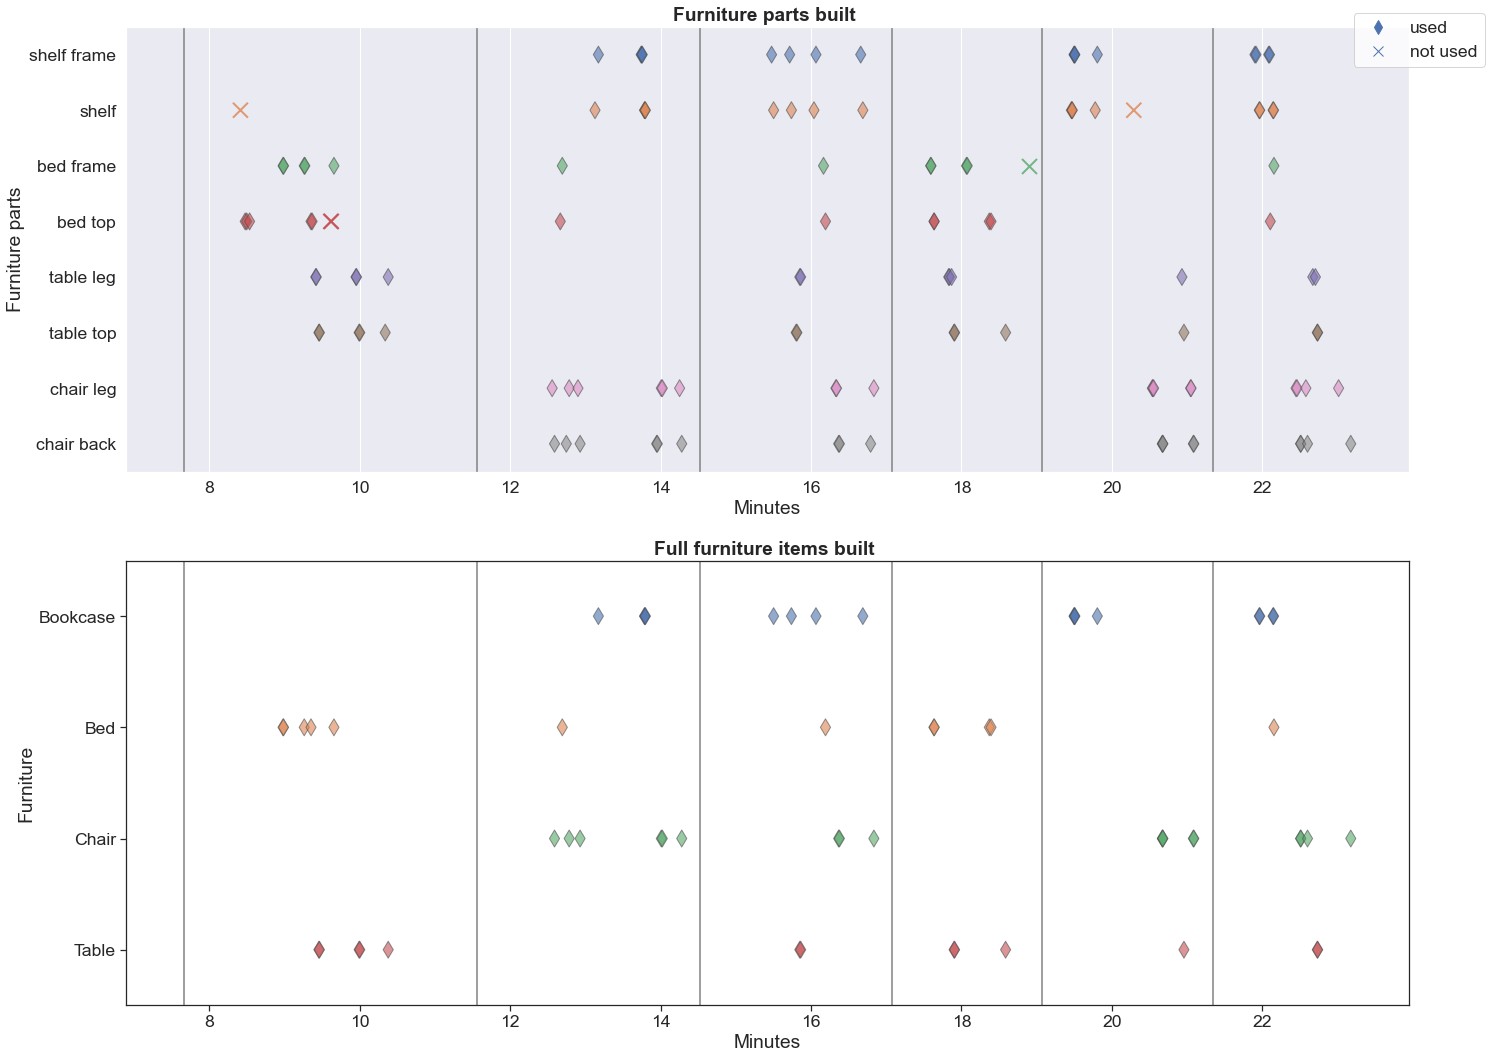 Furniture parts built
used
not used
shelf frame
shelf
bed frame
bed top
table leg
table top
chair leg
chair back
Furniture parts
8 10 12 14 16 18 20 22
Minutes
Full furniture items built
Bookcase
Bed
Chair
Table
Furniture
8 10 12 14 16 18 20 22
Minutes